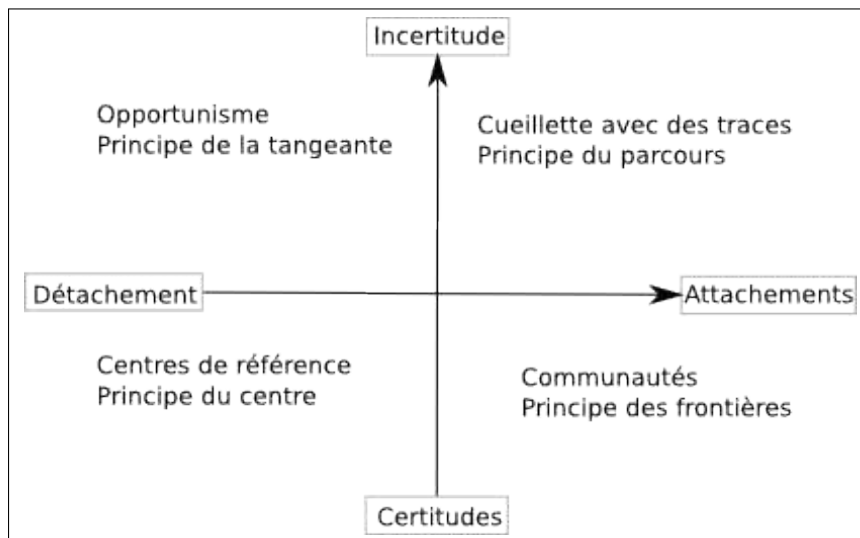 Incertitude
Opportunisme
Principe de la tangeante
Cueillette avec des traces
Principe du parcours
Détachement
Attachements
Centres de référence
Principe du centre
Communautés
Principe des frontières
Certitudes